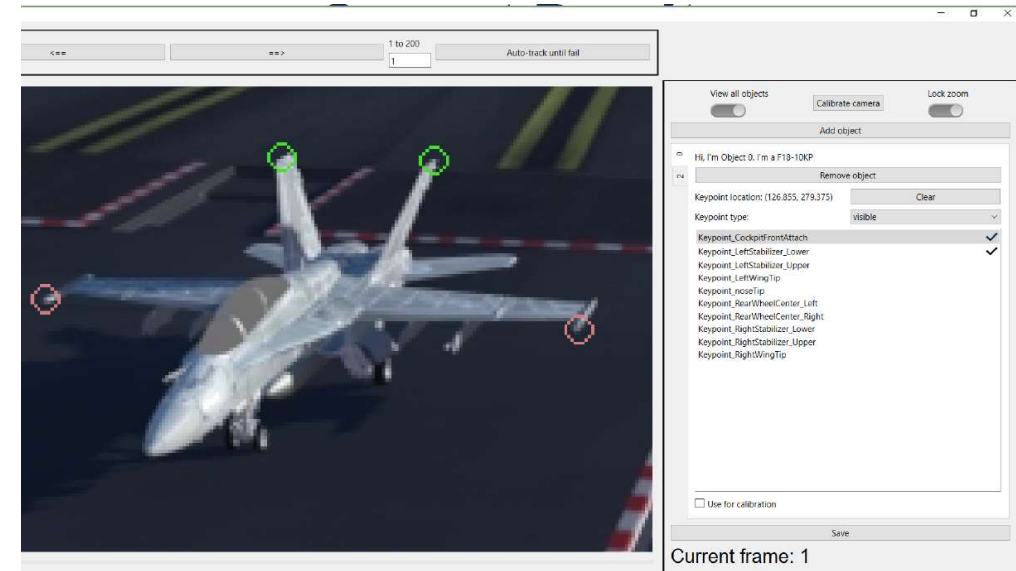 <== ==> 1 to 200 Auto-track until fail
1
View all objects Calibrate camera Lock zoom
Add object
0 Hi, I'm Object 0. I'm a F18-10KP
2 Remove object
Keypoint location: (126.855, 279.375) Clear
Keypoint type: visible
Keypoint_CockpitFrontAttach
Keypoint_LeftStabilizer_Lower
Keypoint_LeftStabilizer_Upper
Keypoint_LeftWingTip
Keypoint_noseTip
Keypoint_RearWheelCenter_Left
Keypoint_RearWheelCenter_Right
Keypoint_RightStabilizer_Lower
Keypoint_RightStabilizer_Upper
Keypoint_RightWingTip
Use for calibration
Save
Current frame: 1